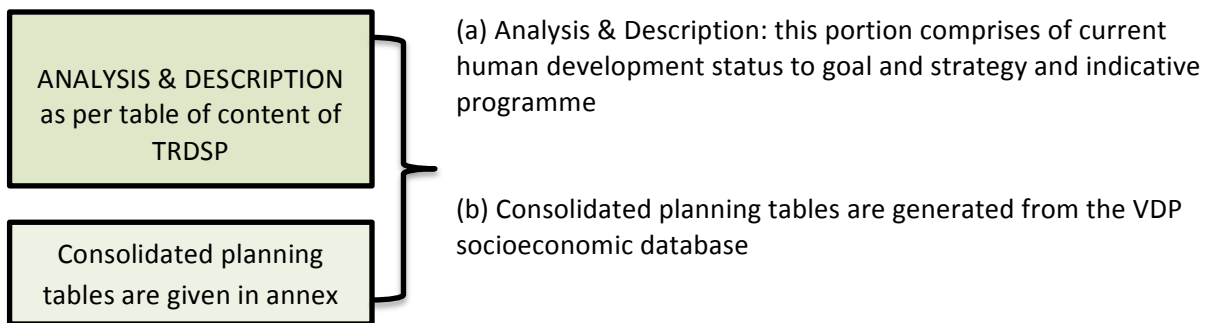 ANALYSIS & DESCRIPTION
as per table of content of
TRDSP
Consolidated planning
tables are given in annex
(a) Analysis & Description: this portion comprises of current
human development status to goal and strategy and indicative
programme
(b) Consolidated planning tables are generated from the VDP
socioeconomic database